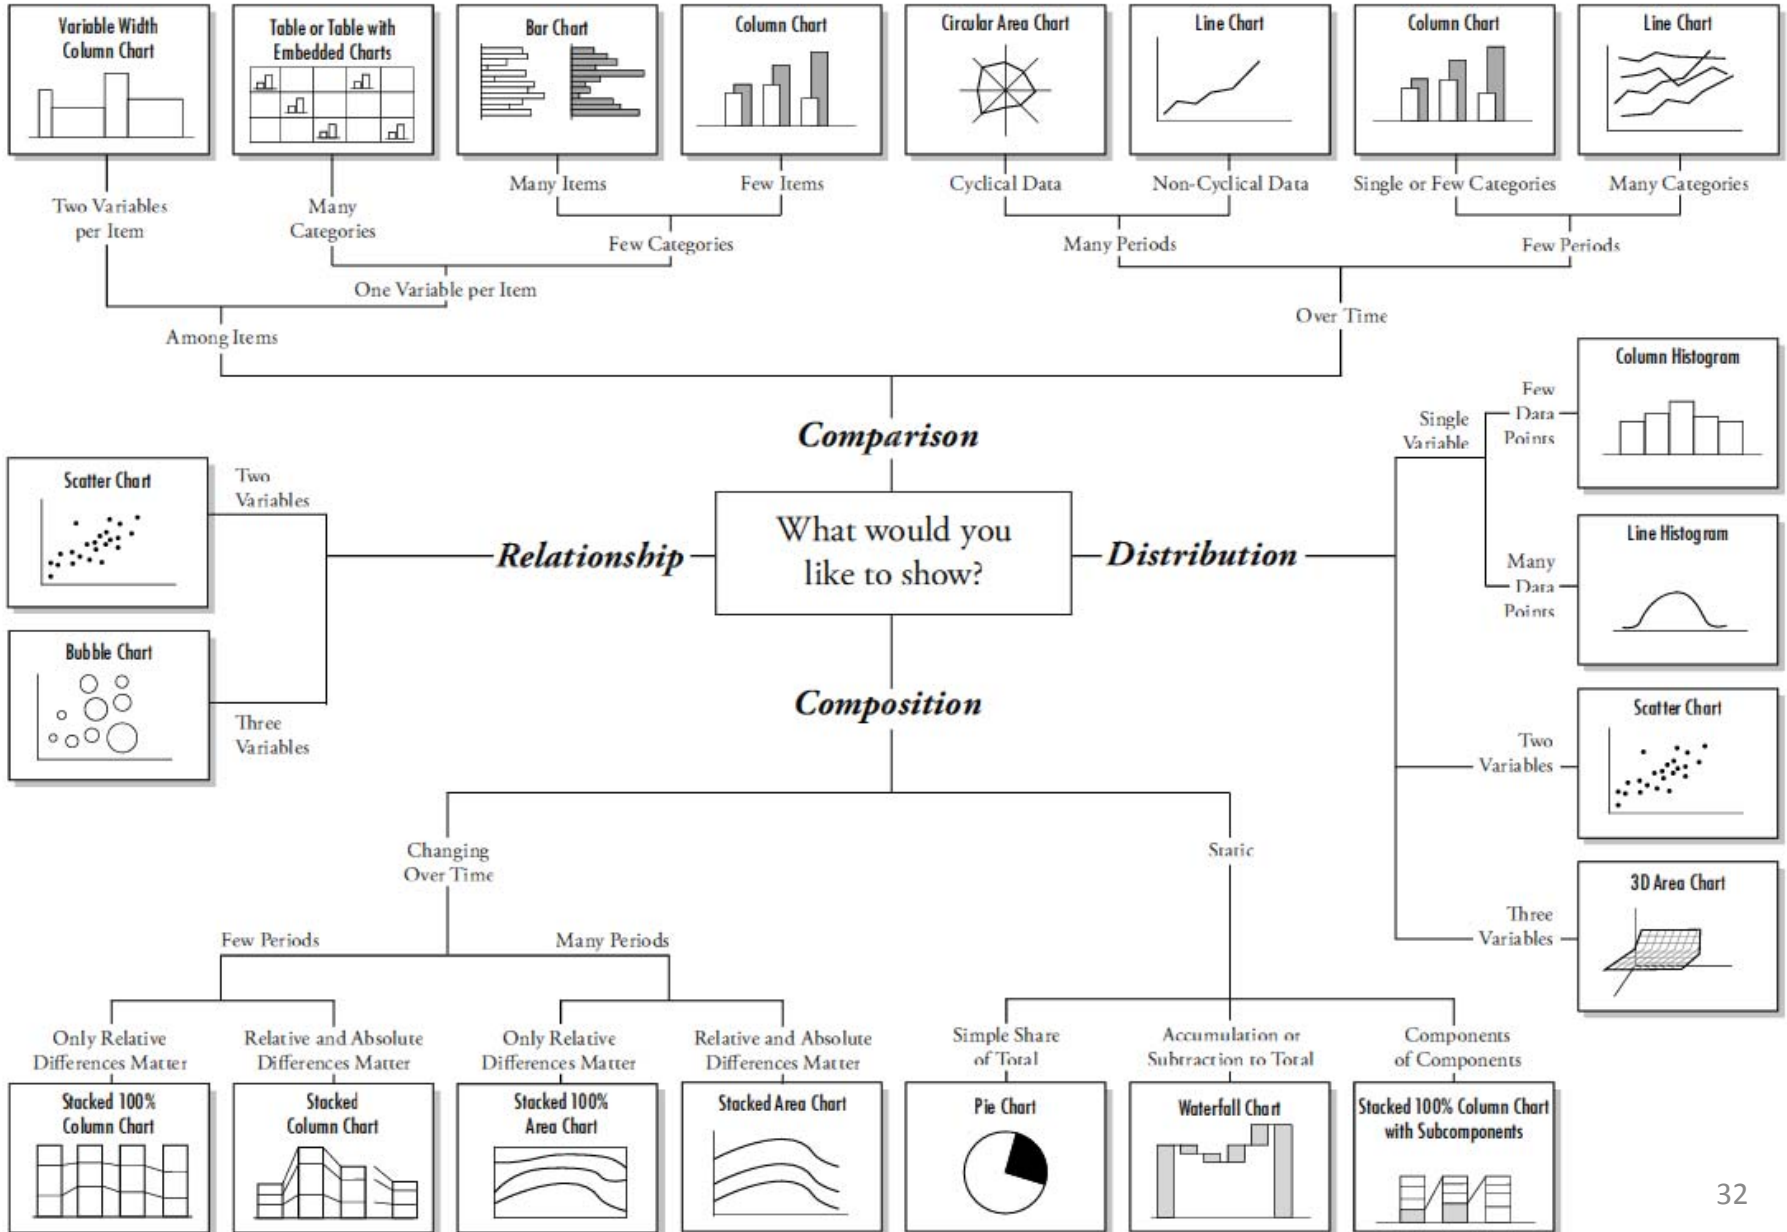 Variable Width
Column Chart
Table or Table with
Embedded Charts
Bar Chart
Column Chart
Circular Area Chart
Line Chart
Column Chart
Line Chart
Two Variables
per Item
Many
Categories
Many Items
Few Items
Cyclical Data
Non-Cyclical Data
Single or Few Categories
Many Categories
Few Categories
Many Periods
Few Periods
One Variable per Item
Among Items
Over Time
Comparison
What would you
like to show?
Relationship
Two
Variables
Scatter Chart
Bubble Chart
Three
Variables
Distribution
Single
Variable
Few
Data
Points
Column Histogram
Many
Data
Points
Line Histogram
Two
Variables
Scatter Chart
Three
Variables
3D Area Chart
Composition
Changing
Over Time
Static
Few Periods
Many Periods
Only Relative
Differences Matter
Relative and Absolute
Differences Matter
Only Relative
Differences Matter
Relative and Absolute
Differences Matter
Simple Share
of Total
Accumulation or
Subtraction to Total
Components
of Components
Stacked 100%
Column Chart
Stacked
Column Chart
Stacked 100%
Area Chart
Stacked Area Chart
Pie Chart
Waterfall Chart
Stacked 100% Column Chart
with Subcomponents
32